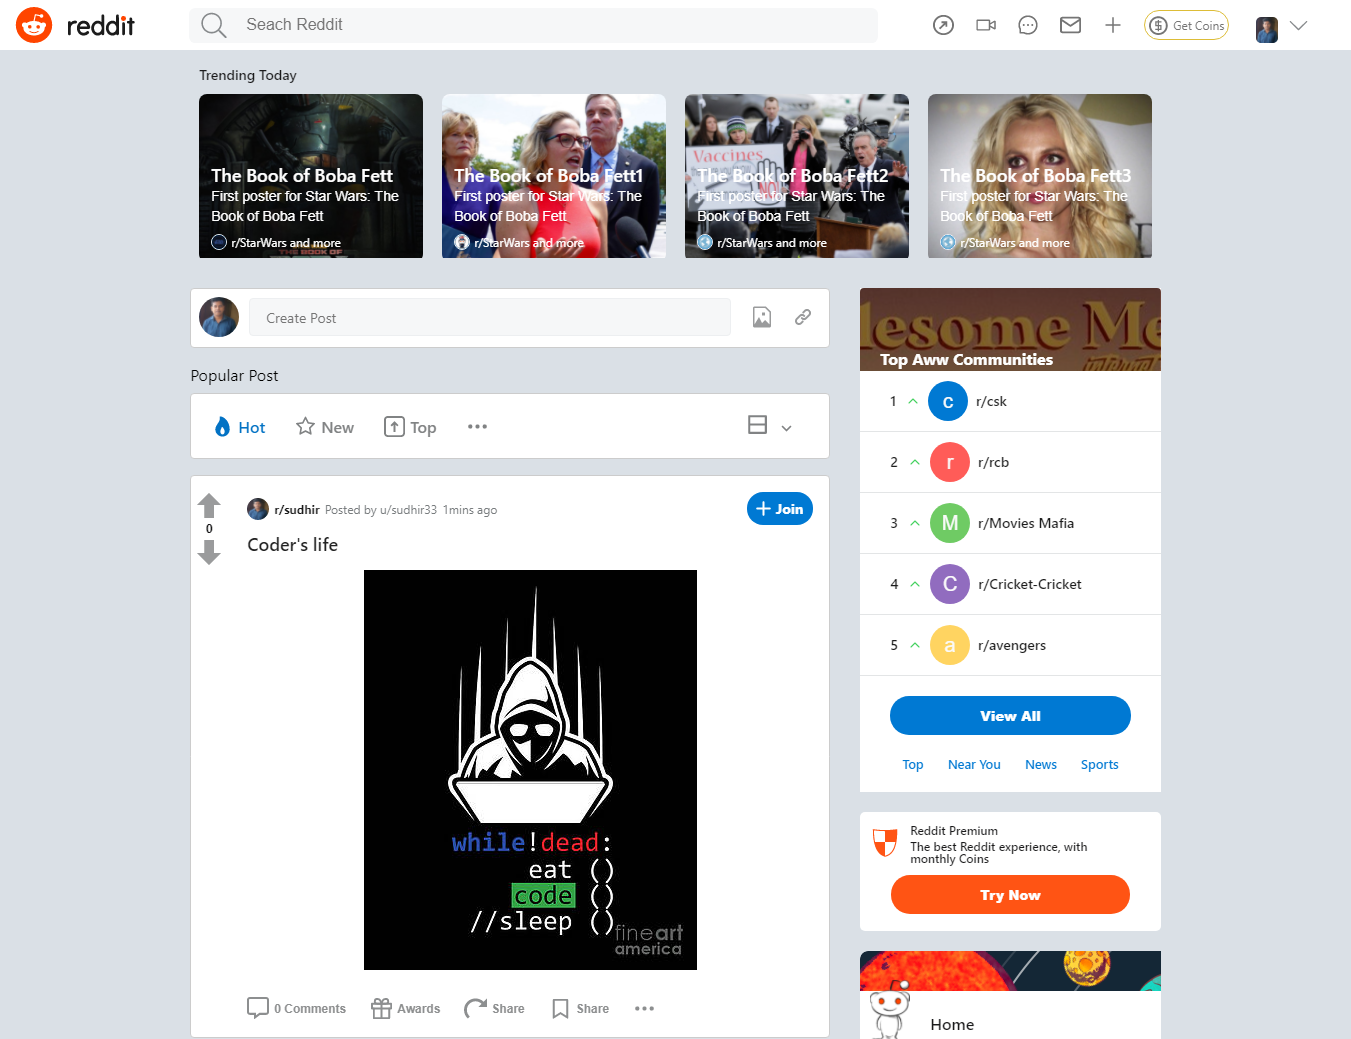 reddit
Seach Reddit
Get Coins
Trending Today
The Book of Boba Fett
First poster for Star Wars: The
Book of Boba Fett
r/StarWars and more
THE BOOK OF
The Book of Boba Fett1
First poster for Star Wars: The
Book of Boba Fett
r/StarWars and more
Vaccines
NO
The Book of Boba Fett2
First poster for Star Wars: The
Book of Boba Fett
r/StarWars and more
The Book of Boba Fett3
First poster for Star Wars: The
Book of Boba Fett
r/StarWars and more
Create Post
Popular Post
Hot
New
Top
r/sudhir Posted by u/sudhir33 1mins ago
+ Join
0
Coder's life
while!dead:
eat ()
code ()
//sleep ()
fineart
america
0 Comments
Awards
Share
Share
lesome Me
internet
Top Aww Communities
1 c r/csk
2 r r/rcb
3 M r/Movies Mafia
4 C r/Cricket-Cricket
5 a r/avengers
View All
Top
Near You
News
Sports
Reddit Premium
The best Reddit experience, with
monthly Coins
Try Now
Home